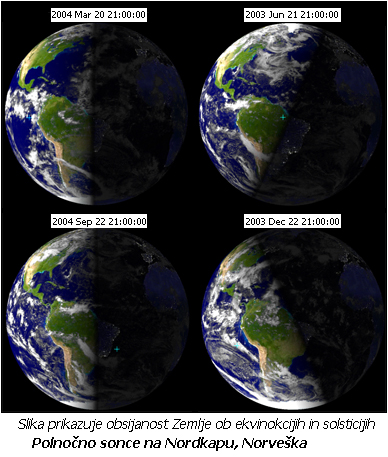 2004 Mar 20 21:00:00
2003 Jun 21 21:00:00
2004 Sep 22 21:00:00
2003 Dec 22 21:00:00
Slika prikazuje obsijanost Zemlje ob ekvinokcijih in solsticijih
Polnočno sonce na Nordkapu, Norveška